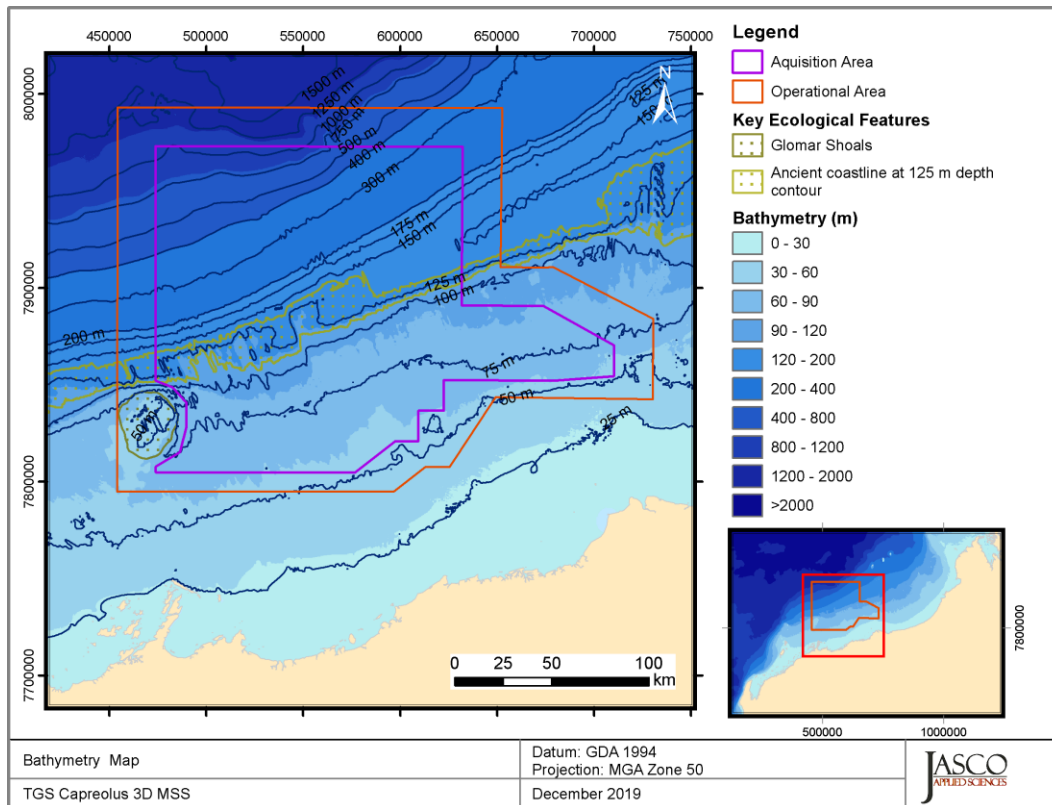 450000 500000 550000 600000 650000 700000 750000
8000000
7900000
7800000
7700000
1500 m
1250 m
1000 m
750 m
500 m
400 m
300 m
175 m
150 m
125 m
150
N
200 m
125 m
100 m
75 m
50 m
25 m
50 m
0 25 50 100
km
Legend
Aquisition Area
Operational Area
Key Ecological Features
Glomar Shoals
Ancient coastline at 125 m depth
contour
Bathymetry (m)
0 - 30
30 - 60
60 - 90
90 - 120
120 - 200
200 - 400
400 - 800
800 - 1200
1200 - 2000
>2000
7800000
500000 1000000
Bathymetry Map
Datum: GDA 1994
Projection: MGA Zone 50
TGS Capreolus 3D MSS
December 2019
JASCO
APPLIED SCIENCES